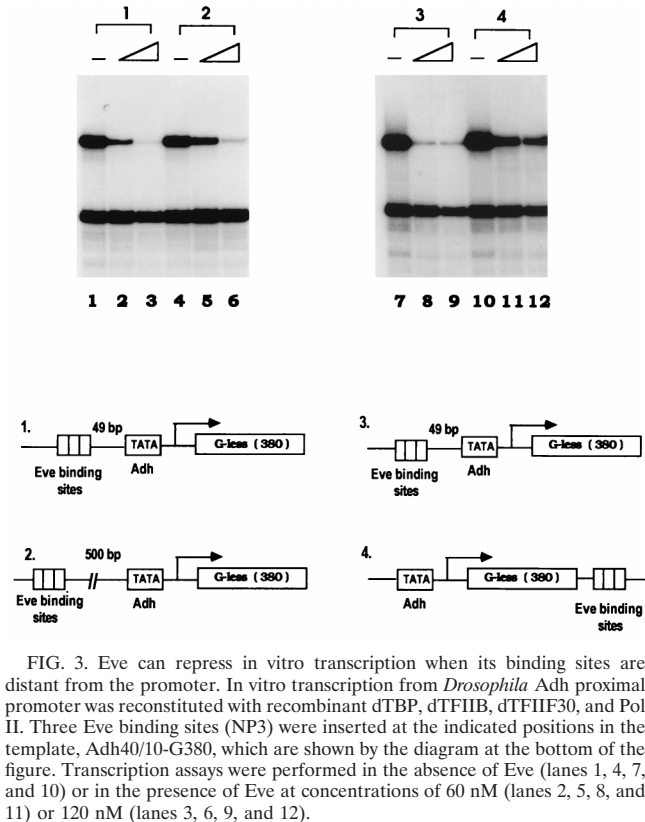 1 2 3 4
– – – –
1 2 3 4 5 6 7 8 9 10 11 12
1. 49 bp TATA G-less (380)
Eve binding sites Adh
3. 49 bp TATA G-less (380)
Eve binding sites Adh
2. 500 bp TATA G-less (380)
Eve binding sites Adh
4. TATA G-less (380)
Adh Eve binding sites
FIG. 3. Eve can repress in vitro transcription when its binding sites are
distant from the promoter. In vitro transcription from Drosophila Adh proximal
promoter was reconstituted with recombinant dTBP, dTFIIB, dTFIIF30, and Pol
II. Three Eve binding sites (NP3) were inserted at the indicated positions in the
template, Adh40/10-G380, which are shown by the diagram at the bottom of the
figure. Transcription assays were performed in the absence of Eve (lanes 1, 4, 7,
and 10) or in the presence of Eve at concentrations of 60 nM (lanes 2, 5, 8, and
11) or 120 nM (lanes 3, 6, 9, and 12).